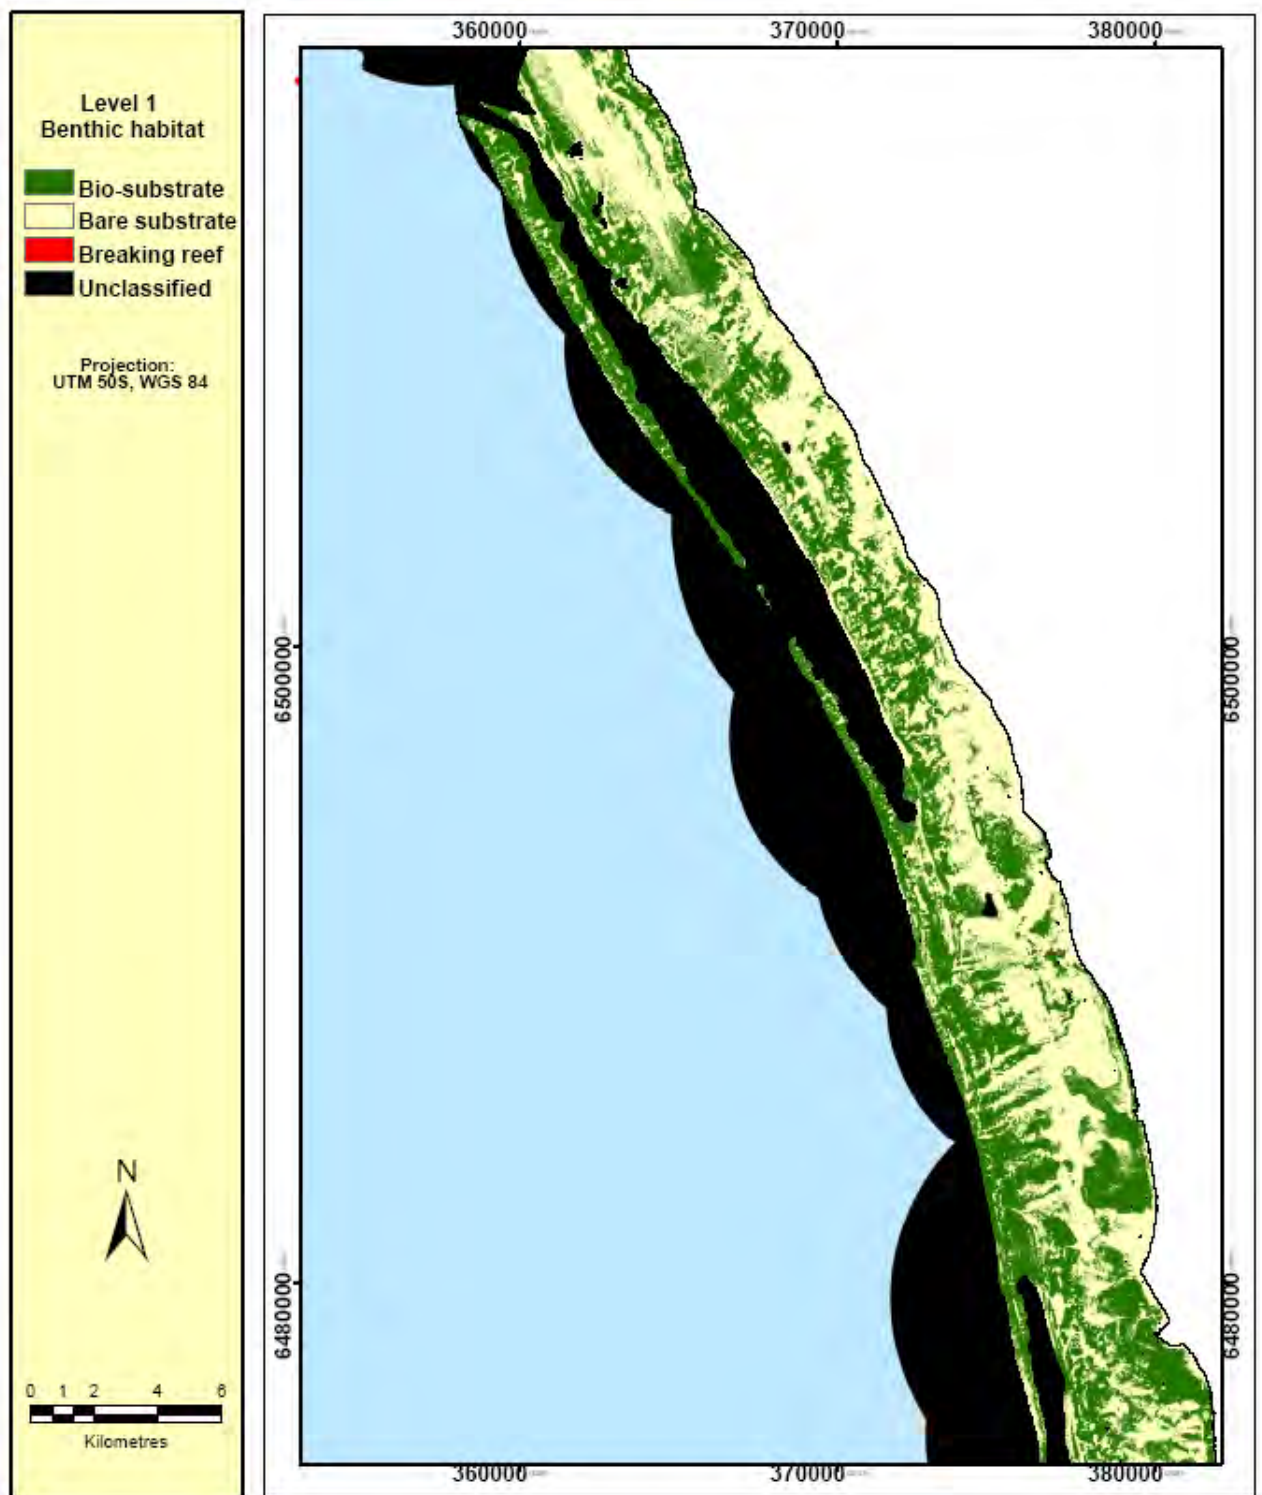 Level 1
Benthic habitat
Bio-substrate
Bare substrate
Breaking reef
Unclassified
Projection:
UTM 50S, WGS 84
N
0 1 2 4 6
Kilometres
360000 370000 380000
6500000
6480000
6500000
6480000
360000 370000 380000